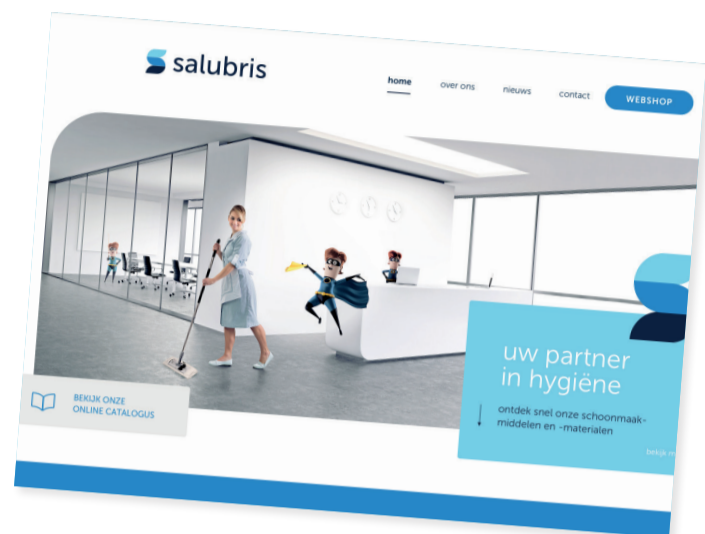 salubris
home
over ons
nieuws
contact
WEBSHOP
uw partner
in hygiëne
ontdek snel onze schoonmaak-
middelen en -materialen
bekijk
BEKIJK ONZE
ONLINE CATALOGUS